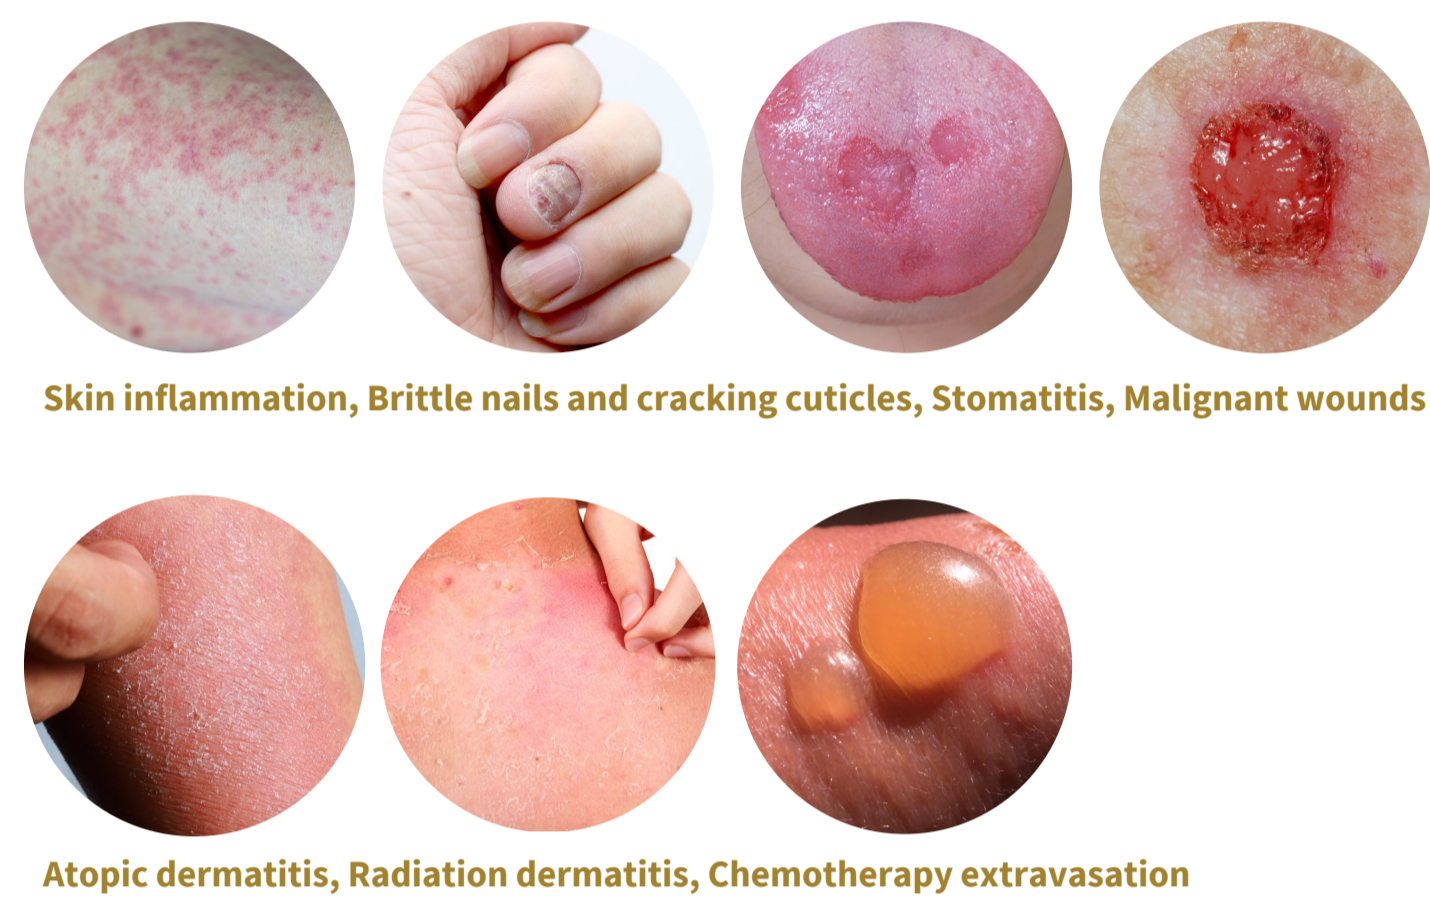 Skin inflammation, Brittle nails and cracking cuticles, Stomatitis, Malignant wounds
Atopic dermatitis, Radiation dermatitis, Chemotherapy extravasation